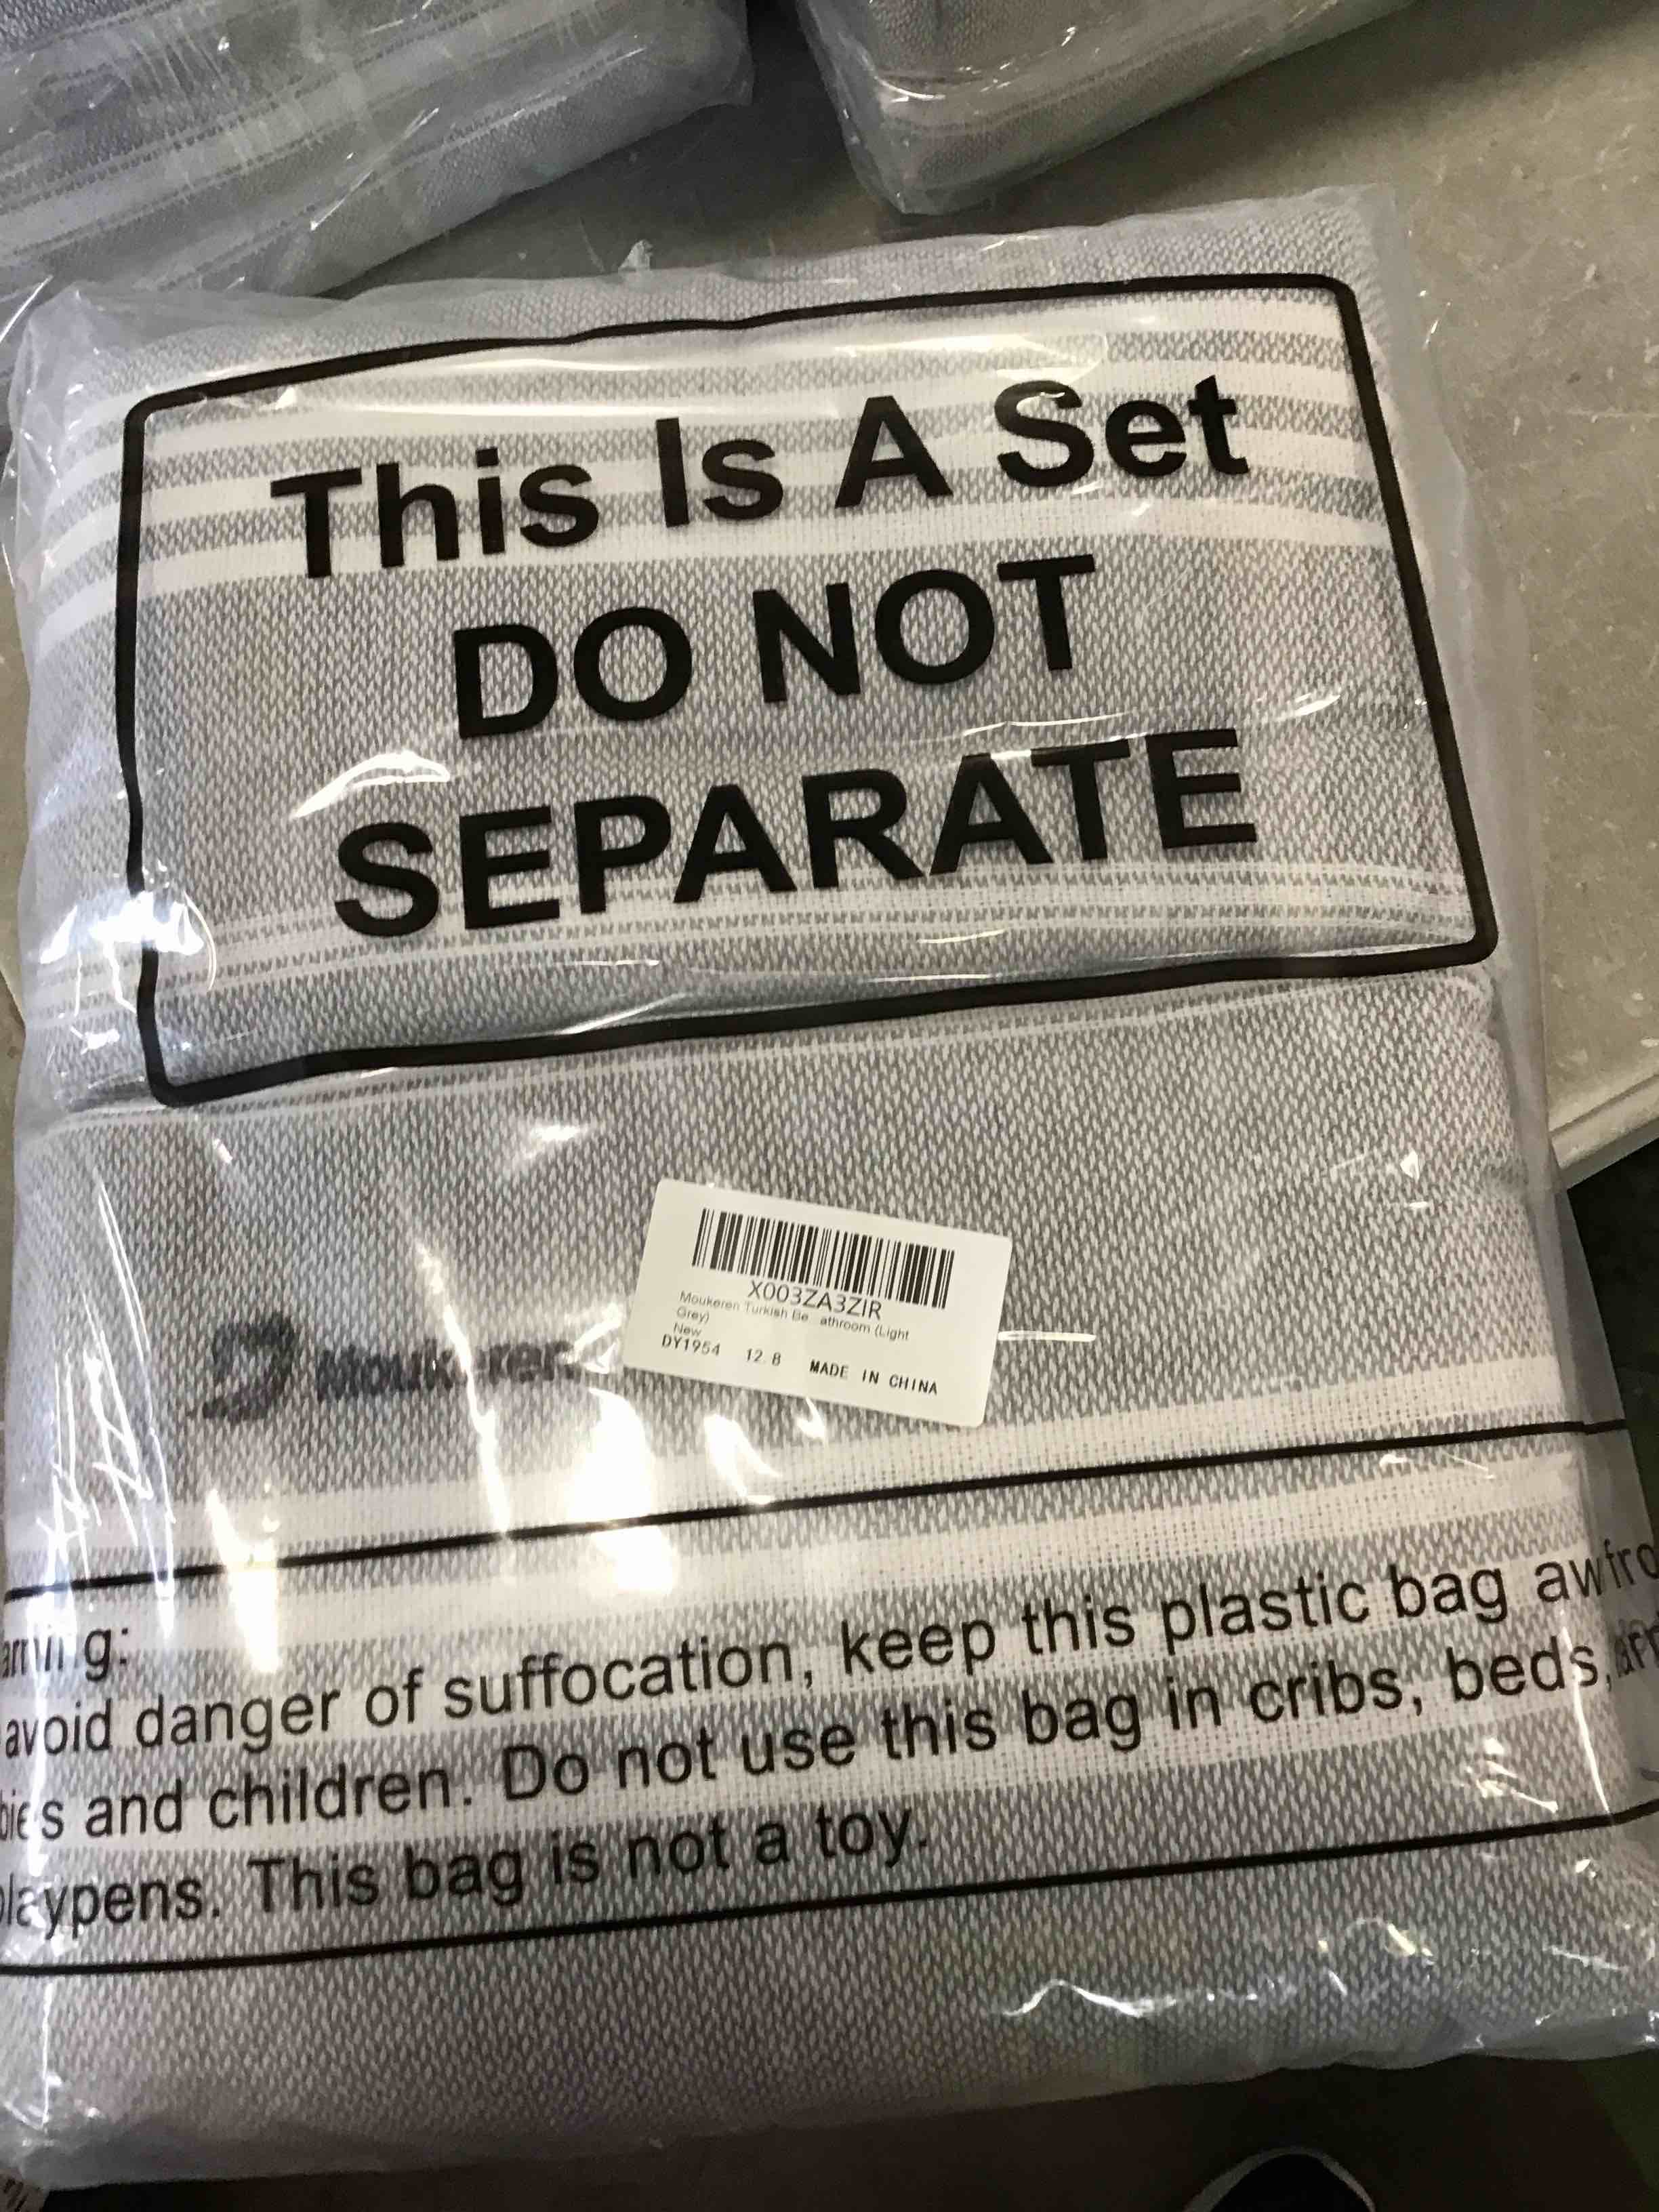 This Is A Set
DO NOT
SEPARATE
X003ZA3ZIR
Moukeren Turkish Be athroom (Light
Grey)
New
DY1954 12.8 MADE IN CHINA
Moukeren
avoid danger of suffocation, keep this plastic bag
and children. Do not use this bag in cribs, beds,
This bag is not a toy.